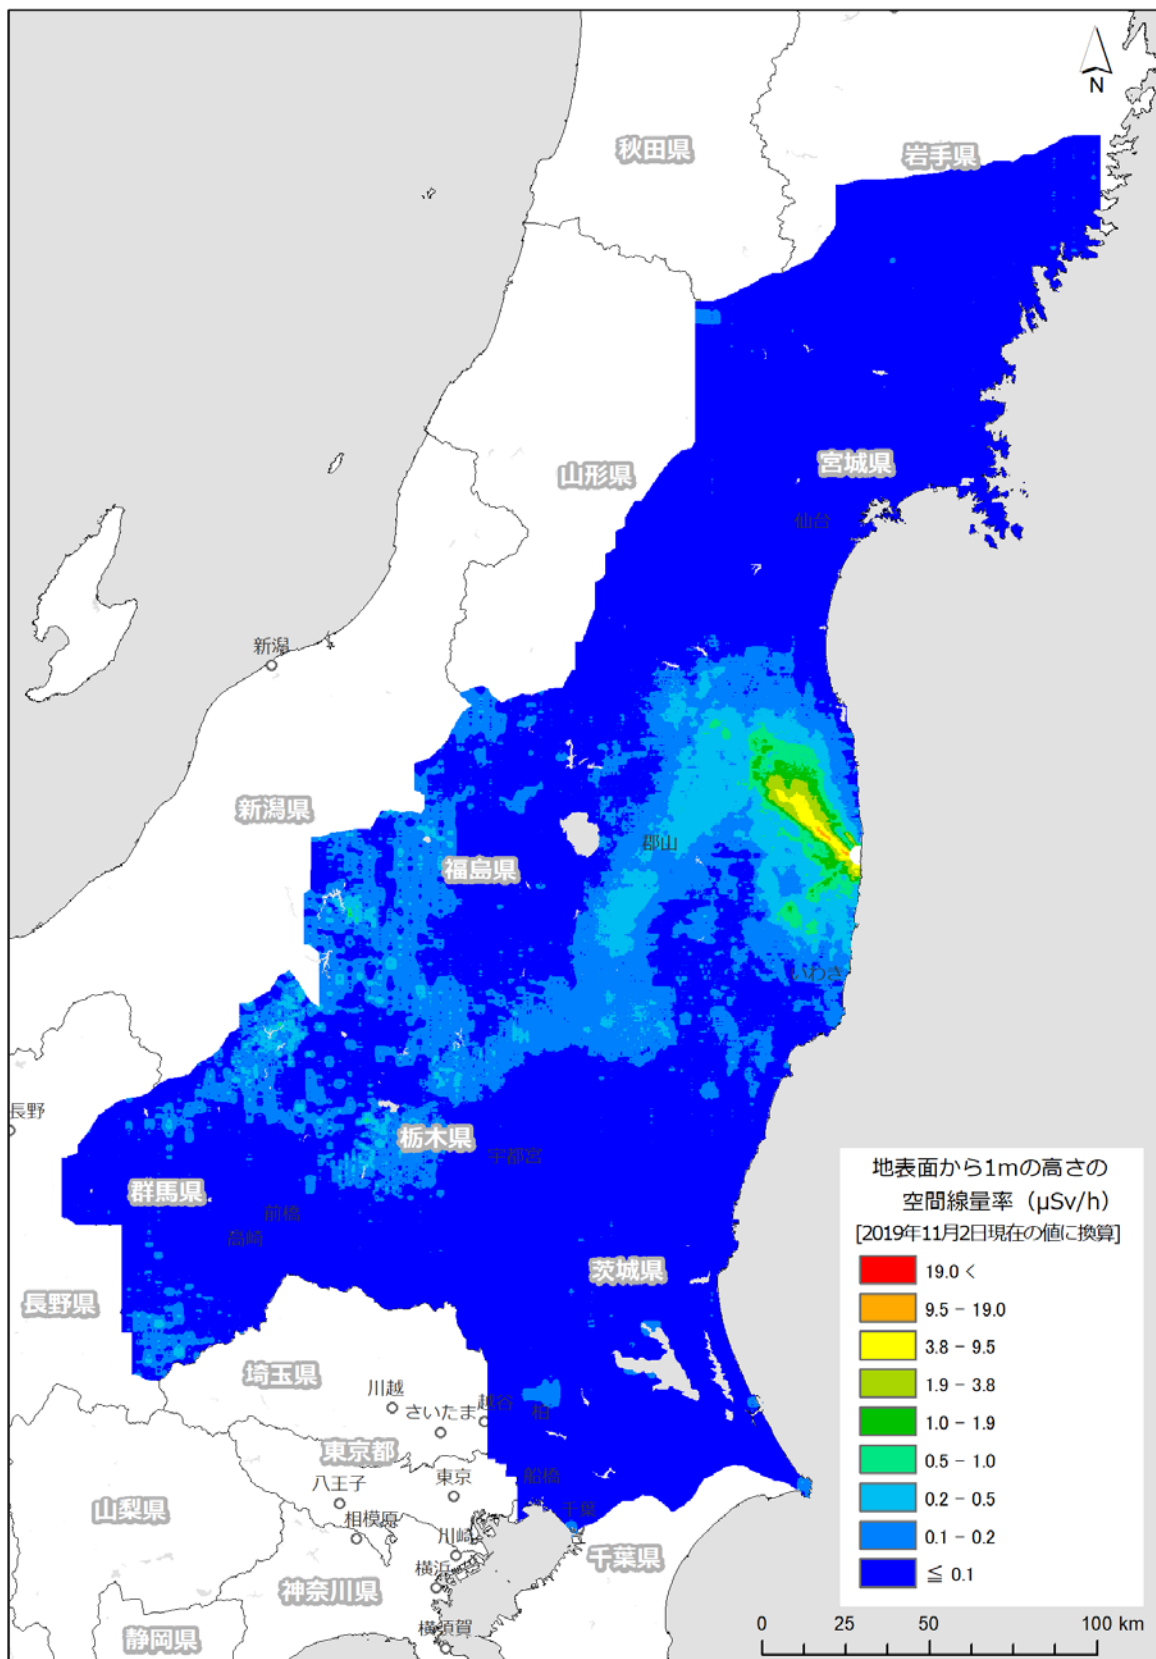 N
秋田県
岩手県
山形県
宮城県
仙台
新潟
新潟県
郡山
福島県
いわき
長野
栃木県
宇都宮
群馬県
前橋
高崎
茨城県
長野県
埼玉県
川越
さいたま
越谷
柏
東京都
八王子
東京
船橋
山梨県
相模原
川崎
千葉
千葉県
横浜
神奈川県
横須賀
静岡県
地表面から1mの高さの
空間線量率(μSv/h)
[2019年11月2日現在の値に換算]
19.0 <
9.5 - 19.0
3.8 - 9.5
1.9 - 3.8
1.0 - 1.9
0.5 - 1.0
0.2 - 0.5
0.1 - 0.2
≦ 0.1
0 25 50 100 km